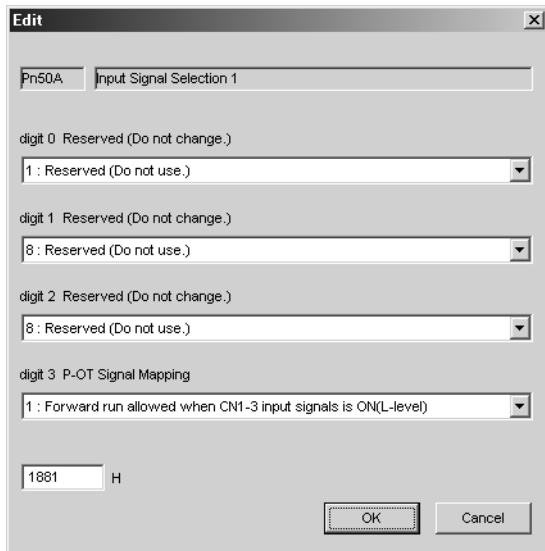 Edit
Pn50A Input Signal Selection 1
digit 0 Reserved (Do not change.)
1 : Reserved (Do not use.)
digit 1 Reserved (Do not change.)
8 : Reserved (Do not use.)
digit 2 Reserved (Do not change.)
8 : Reserved (Do not use.)
digit 3 P-OT Signal Mapping
1 : Forward run allowed when CN1-3 input signals is ON(L-level)
1881 H
OK Cancel